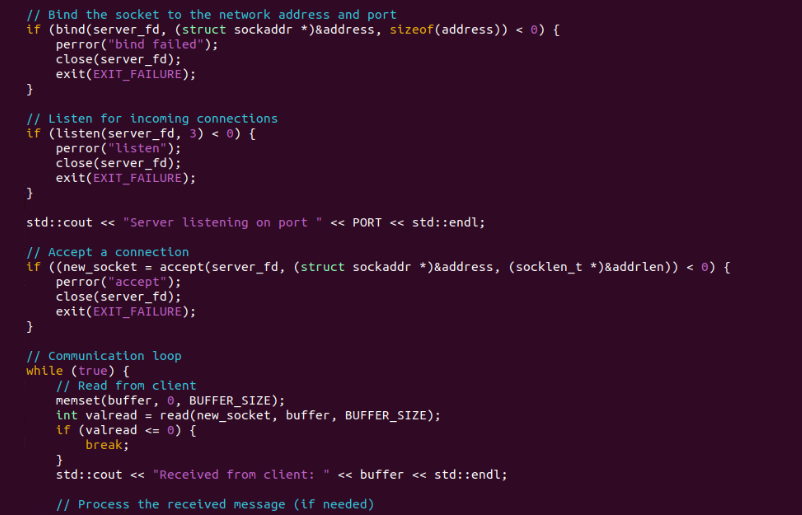 // Bind the socket to the network address and port
if (bind(server_fd, (struct sockaddr *)&address, sizeof(address)) < 0) {
    perror("bind failed");
    close(server_fd);
    exit(EXIT_FAILURE);
}

// Listen for incoming connections
if (listen(server_fd, 3) < 0) {
    perror("listen");
    close(server_fd);
    exit(EXIT_FAILURE);
}

std::cout << "Server listening on port " << PORT << std::endl;

// Accept a connection
if ((new_socket = accept(server_fd, (struct sockaddr *)&address, (socklen_t *)&addrlen)) < 0) {
    perror("accept");
    close(server_fd);
    exit(EXIT_FAILURE);
}

// Communication loop
while (true) {
    // Read from client
    memset(buffer, 0, BUFFER_SIZE);
    int valread = read(new_socket, buffer, BUFFER_SIZE);
    if (valread <= 0) {
        break;
    }
    std::cout << "Received from client: " << buffer << std::endl;

    // Process the received message (if needed)